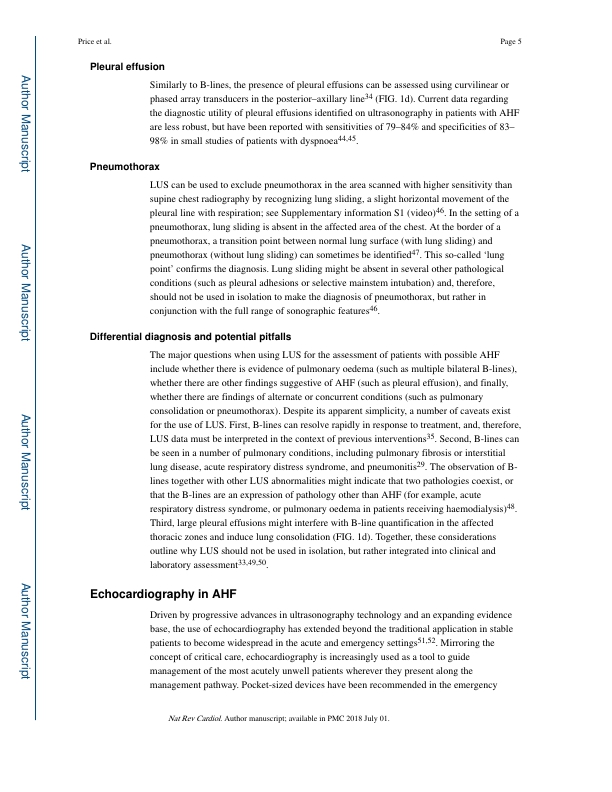 Price et al.
Page 5
Author Manuscript
Author Manuscript
Author Manuscript
Author Manuscript
Pleural effusion
Similarly to B-lines, the presence of pleural effusions can be assessed using curvilinear or
phased array transducers in the posterior–axillary line34 (FIG. 1d). Current data regarding
the diagnostic utility of pleural effusions identified on ultrasonography in patients with AHF
are less robust, but have been reported with sensitivities of 79–84% and specificities of 83–
98% in small studies of patients with dyspnoea44,45.
Pneumothorax
LUS can be used to exclude pneumothorax in the area scanned with higher sensitivity than
supine chest radiography by recognizing lung sliding, a slight horizontal movement of the
pleural line with respiration; see Supplementary information S1 (video)46. In the setting of a
pneumothorax, lung sliding is absent in the affected area of the chest. At the border of a
pneumothorax, a transition point between normal lung surface (with lung sliding) and
pneumothorax (without lung sliding) can sometimes be identified47. This so-called ‘lung
point’ confirms the diagnosis. Lung sliding might be absent in several other pathological
conditions (such as pleural adhesions or selective mainstem intubation) and, therefore,
should not be used in isolation to make the diagnosis of pneumothorax, but rather in
conjunction with the full range of sonographic features46.
Differential diagnosis and potential pitfalls
The major questions when using LUS for the assessment of patients with possible AHF
include whether there is evidence of pulmonary oedema (such as multiple bilateral B-lines),
whether there are other findings suggestive of AHF (such as pleural effusion), and finally,
whether there are findings of alternate or concurrent conditions (such as pulmonary
consolidation or pneumothorax). Despite its apparent simplicity, a number of caveats exist
for the use of LUS. First, B-lines can resolve rapidly in response to treatment, and, therefore,
LUS data must be interpreted in the context of previous interventions35. Second, B-lines can
be seen in a number of pulmonary conditions, including pulmonary fibrosis or interstitial
lung disease, acute respiratory distress syndrome, and pneumonitis29. The observation of B-
lines together with other LUS abnormalities might indicate that two pathologies coexist, or
that the B-lines are an expression of pathology other than AHF (for example, acute
respiratory distress syndrome, or pulmonary oedema in patients receiving haemodialysis)48.
Third, large pleural effusions might interfere with B-line quantification in the affected
thoracic zones and induce lung consolidation (FIG. 1d). Together, these considerations
outline why LUS should not be used in isolation, but rather integrated into clinical and
laboratory assessment33,49,50.
Echocardiography in AHF
Driven by progressive advances in ultrasonography technology and an expanding evidence
base, the use of echocardiography has extended beyond the traditional application in stable
patients to become widespread in the acute and emergency settings51,52. Mirroring the
concept of critical care, echocardiography is increasingly used as a tool to guide
management of the most acutely unwell patients wherever they present along the
management pathway. Pocket-sized devices have been recommended in the emergency
Nat Rev Cardiol. Author manuscript; available in PMC 2018 July 01.